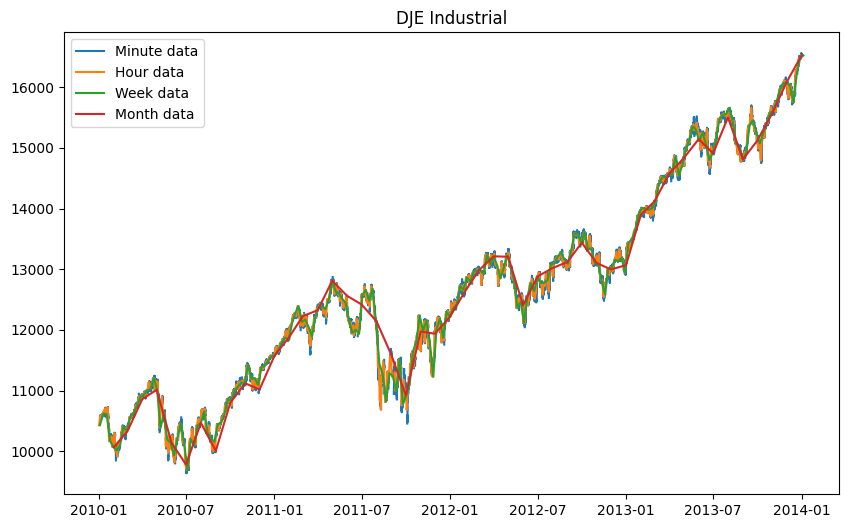 DJE Industrial
Minute data
Hour data
Week data
Month data
16000
15000
14000
13000
12000
11000
10000
2010-01 2010-07 2011-01 2011-07 2012-01 2012-07 2013-01 2013-07 2014-01